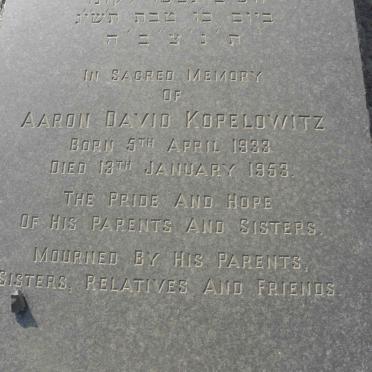 ביום כו טבת תשי״ג
ת׳ נ׳ צ׳ ב׳ ה׳
IN SACRED MEMORY
OF
AARON DAVID KOPELOWITZ
BORN 5TH APRIL 1933
DIED 13TH JANUARY 1953.
THE PRIDE AND HOPE
OF HIS PARENTS AND SISTERS.
MOURNED BY HIS PARENTS,
SISTERS, RELATIVES AND FRIENDS.